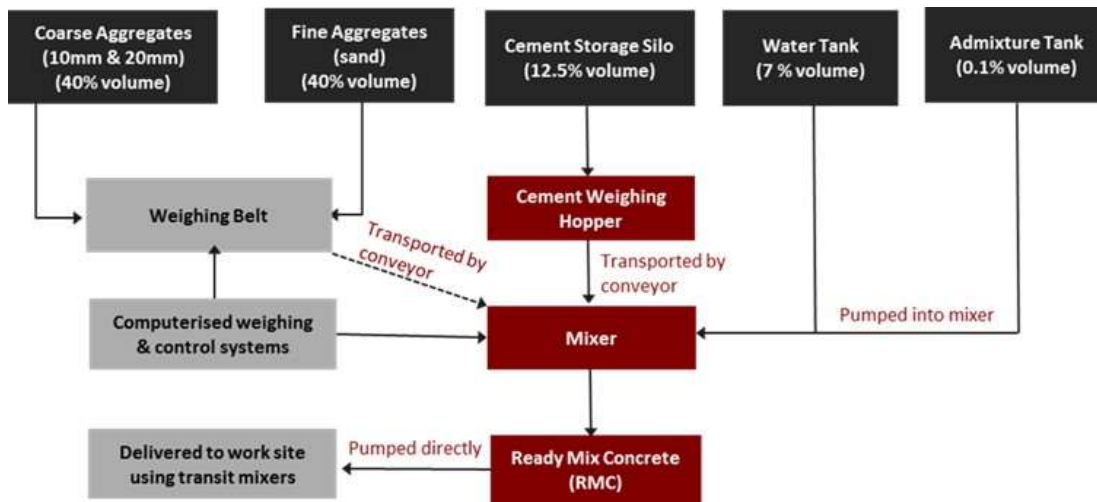 Coarse Aggregates
(10mm & 20mm)
(40% volume)
Fine Aggregates
(sand)
(40% volume)
Cement Storage Silo
(12.5% volume)
Water Tank
(7 % volume)
Admixture Tank
(0.1% volume)
Weighing Belt
Cement Weighing
Hopper
Transported by
conveyor
Transported by
conveyor
Computerised weighing
& control systems
Mixer
Pumped into mixer
Delivered to work site
using transit mixers
Pumped directly
Ready Mix Concrete
(RMC)